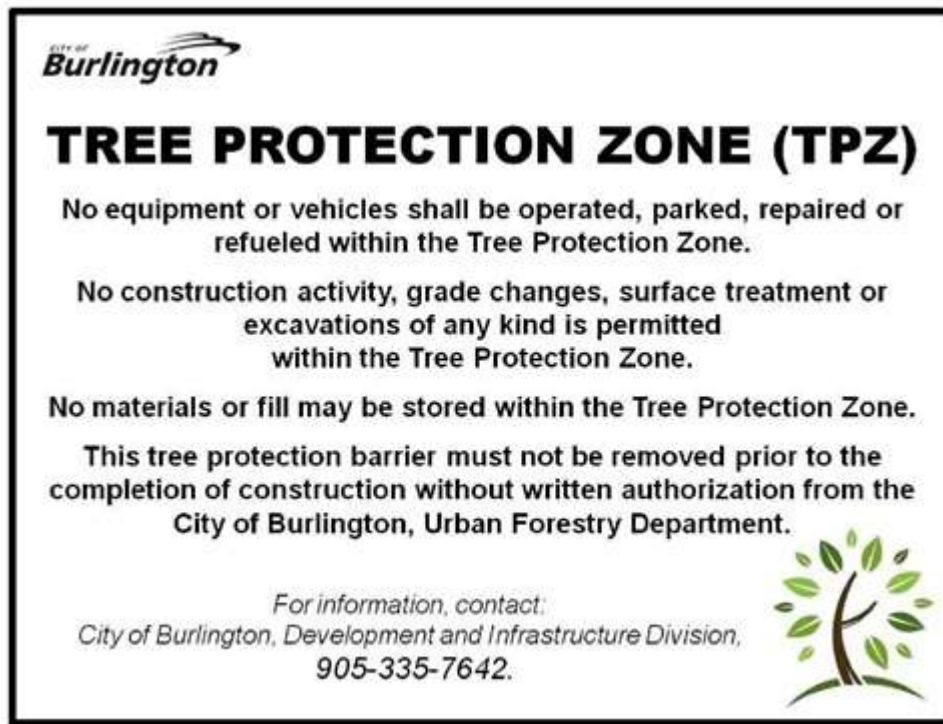 CITY OF
Burlington
TREE PROTECTION ZONE (TPZ)
No equipment or vehicles shall be operated, parked, repaired or
refueled within the Tree Protection Zone.
No construction activity, grade changes, surface treatment or
excavations of any kind is permitted
within the Tree Protection Zone.
No materials or fill may be stored within the Tree Protection Zone.
This tree protection barrier must not be removed prior to the
completion of construction without written authorization from the
City of Burlington, Urban Forestry Department.
For information, contact:
City of Burlington, Development and Infrastructure Division,
905-335-7642.